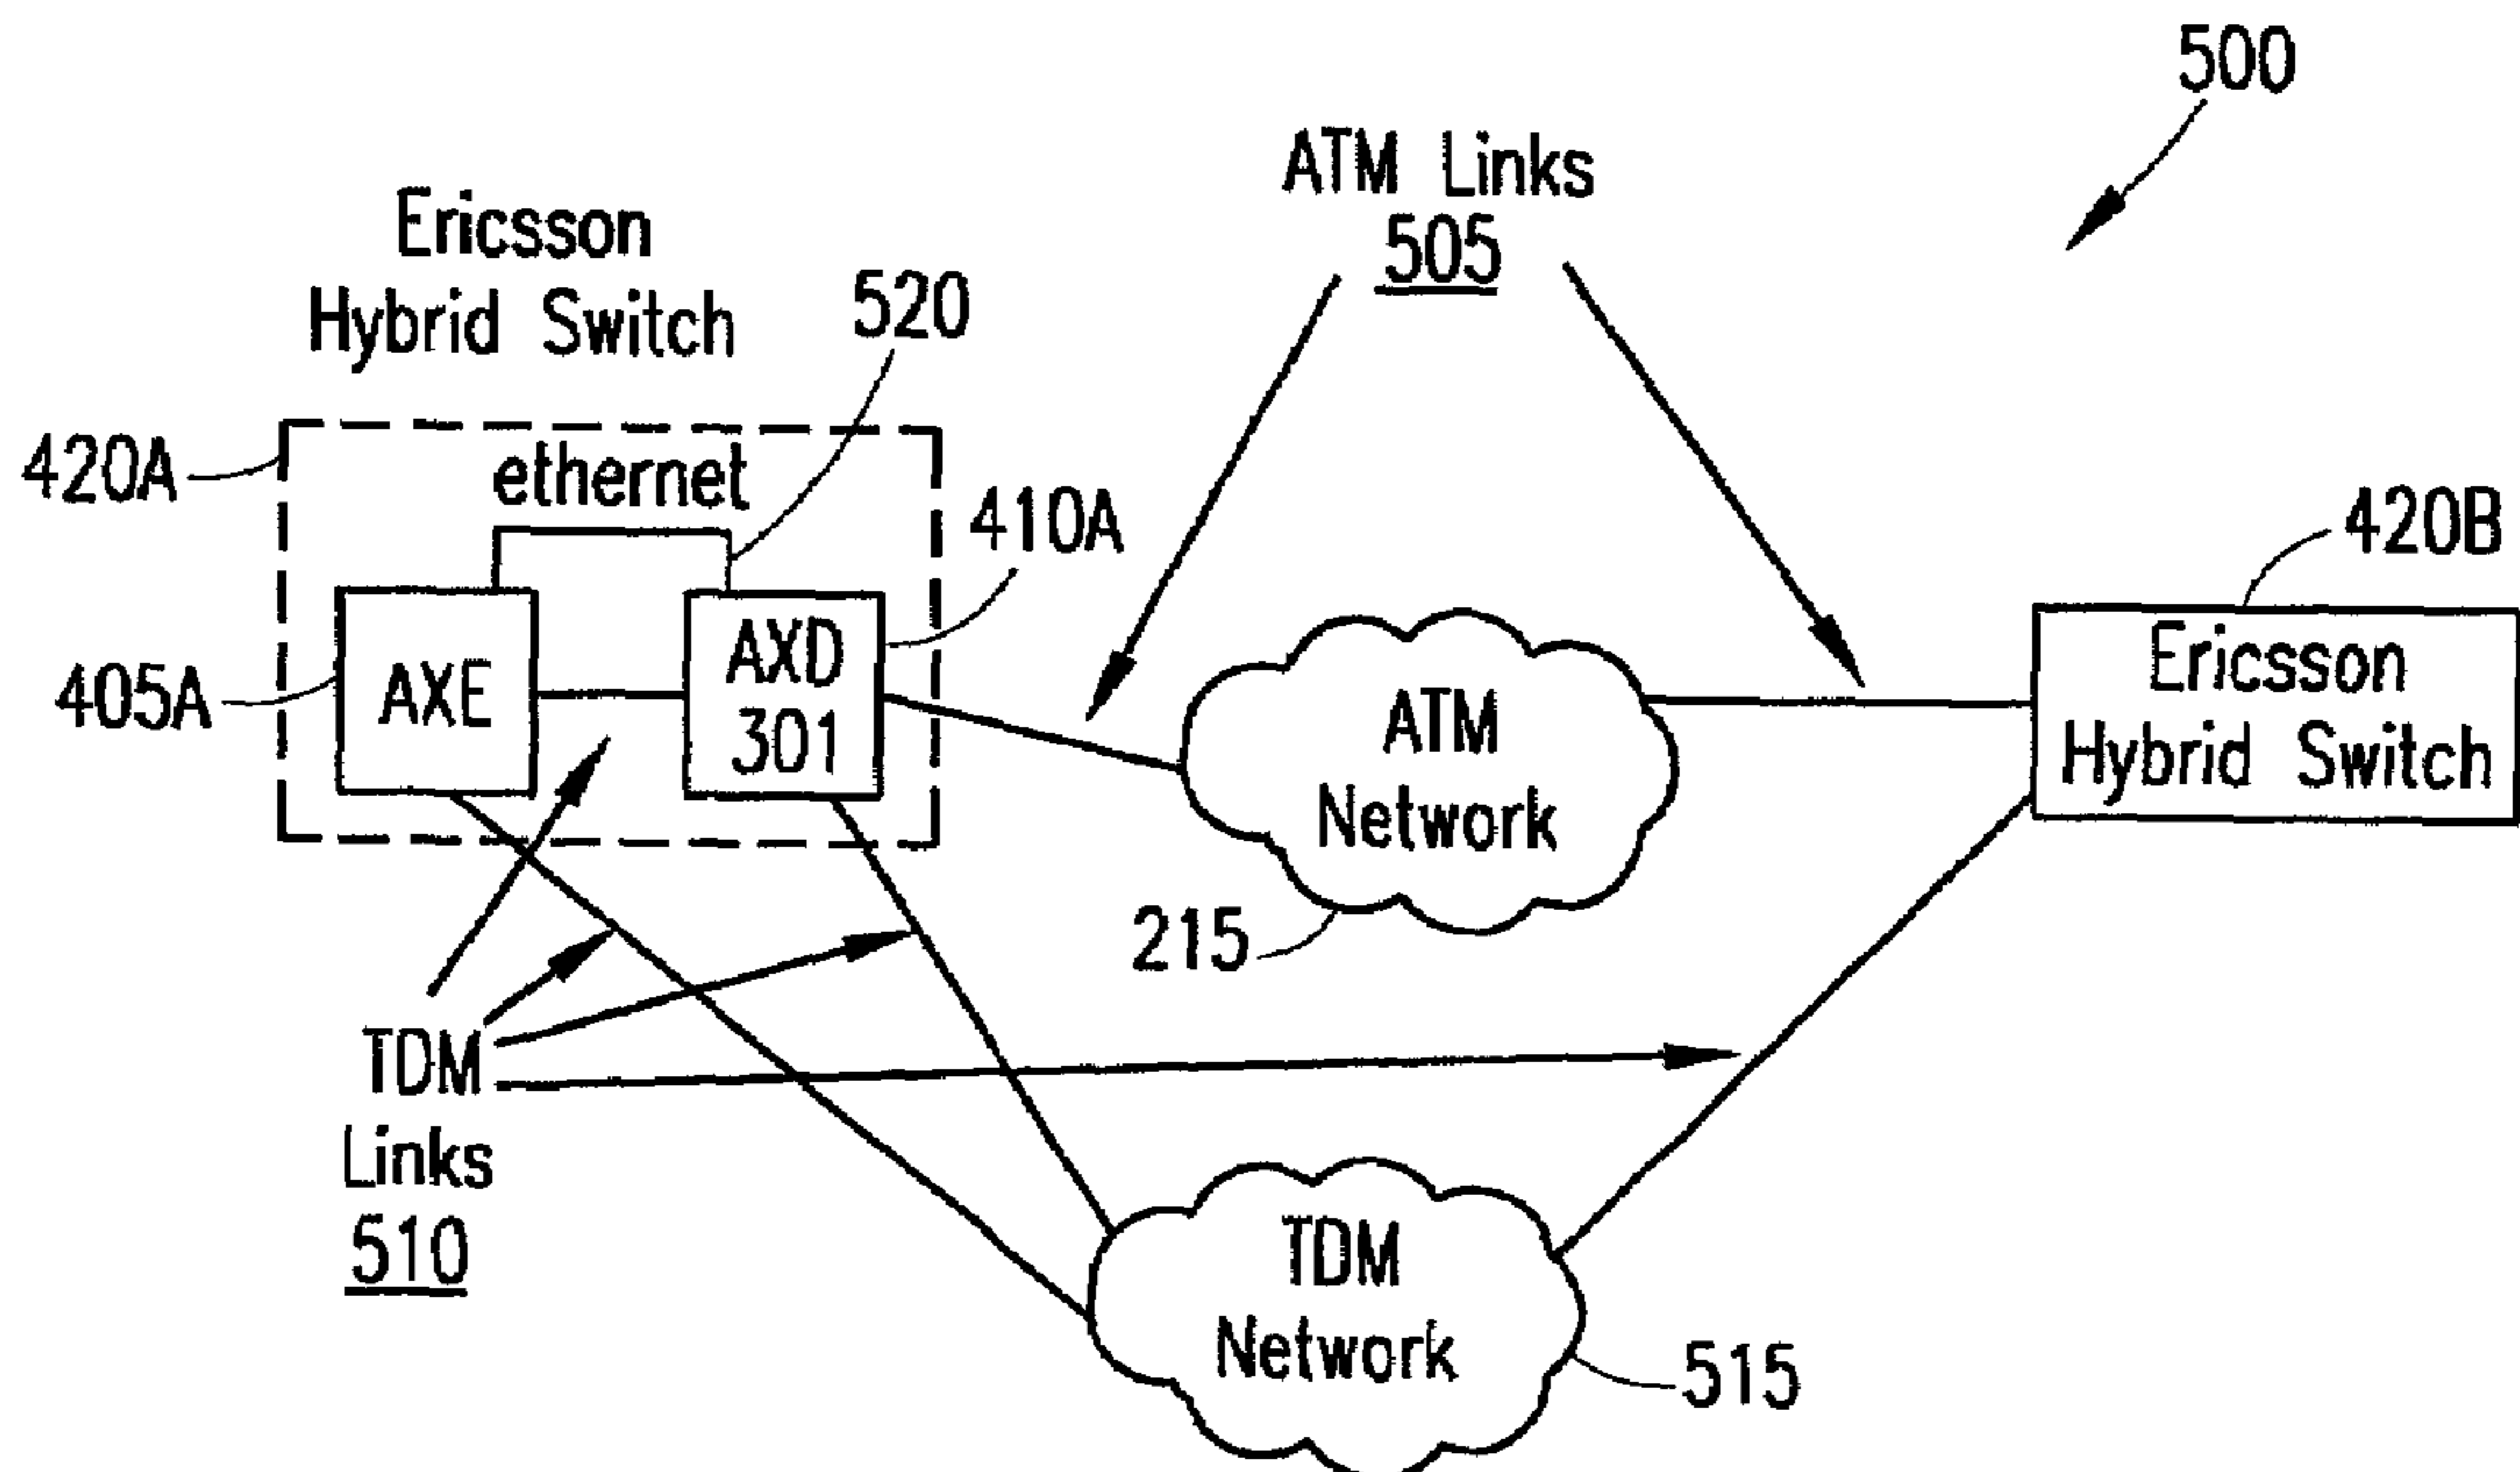 500
ATM Links
505
Ericsson
Hybrid Switch
520
420A
ethernet
410A
420B
405A
AXE
AXD
301
ATM
Network
Ericsson
Hybrid Switch
215
TDM
Links
510
TDM
Network
515